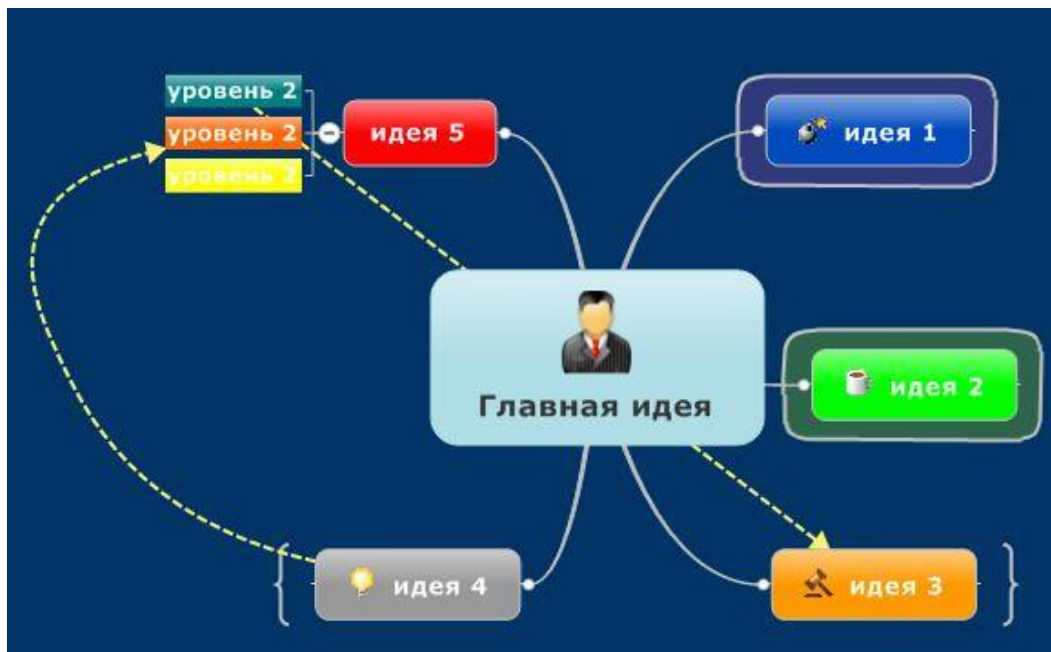 уровень 2
уровень 2
уровень 2
идея 5
идея 1
Главная идея
идея 2
идея 4
идея 3